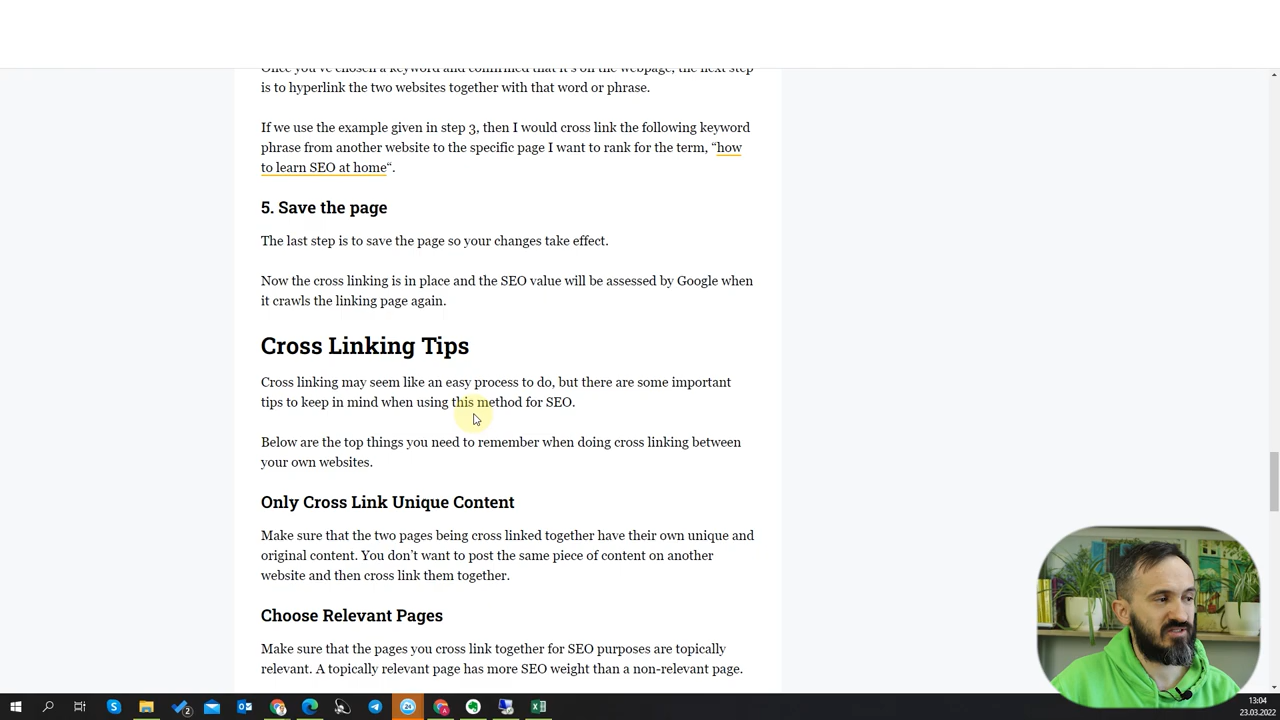 Once you've chosen a keyword and confirmed that it's on the webpage, the next step
is to hyperlink the two websites together with that word or phrase.
If we use the example given in step 3, then I would cross link the following keyword
phrase from another website to the specific page I want to rank for the term, “how
to learn SEO at home“.
5. Save the page
The last step is to save the page so your changes take effect.
Now the cross linking is in place and the SEO value will be assessed by Google when
it crawls the linking page again.
Cross Linking Tips
Cross linking may seem like an easy process to do, but there are some important
tips to keep in mind when using this method for SEO.
Below are the top things you need to remember when doing cross linking between
your own websites.
Only Cross Link Unique Content
Make sure that the two pages being cross linked together have their own unique and
original content. You don’t want to post the same piece of content on another
website and then cross link them together.
Choose Relevant Pages
Make sure that the pages you cross link together for SEO purposes are topically
relevant. A topically relevant page has more SEO weight than a non-relevant page.
2
24
13:04
23.03.2022